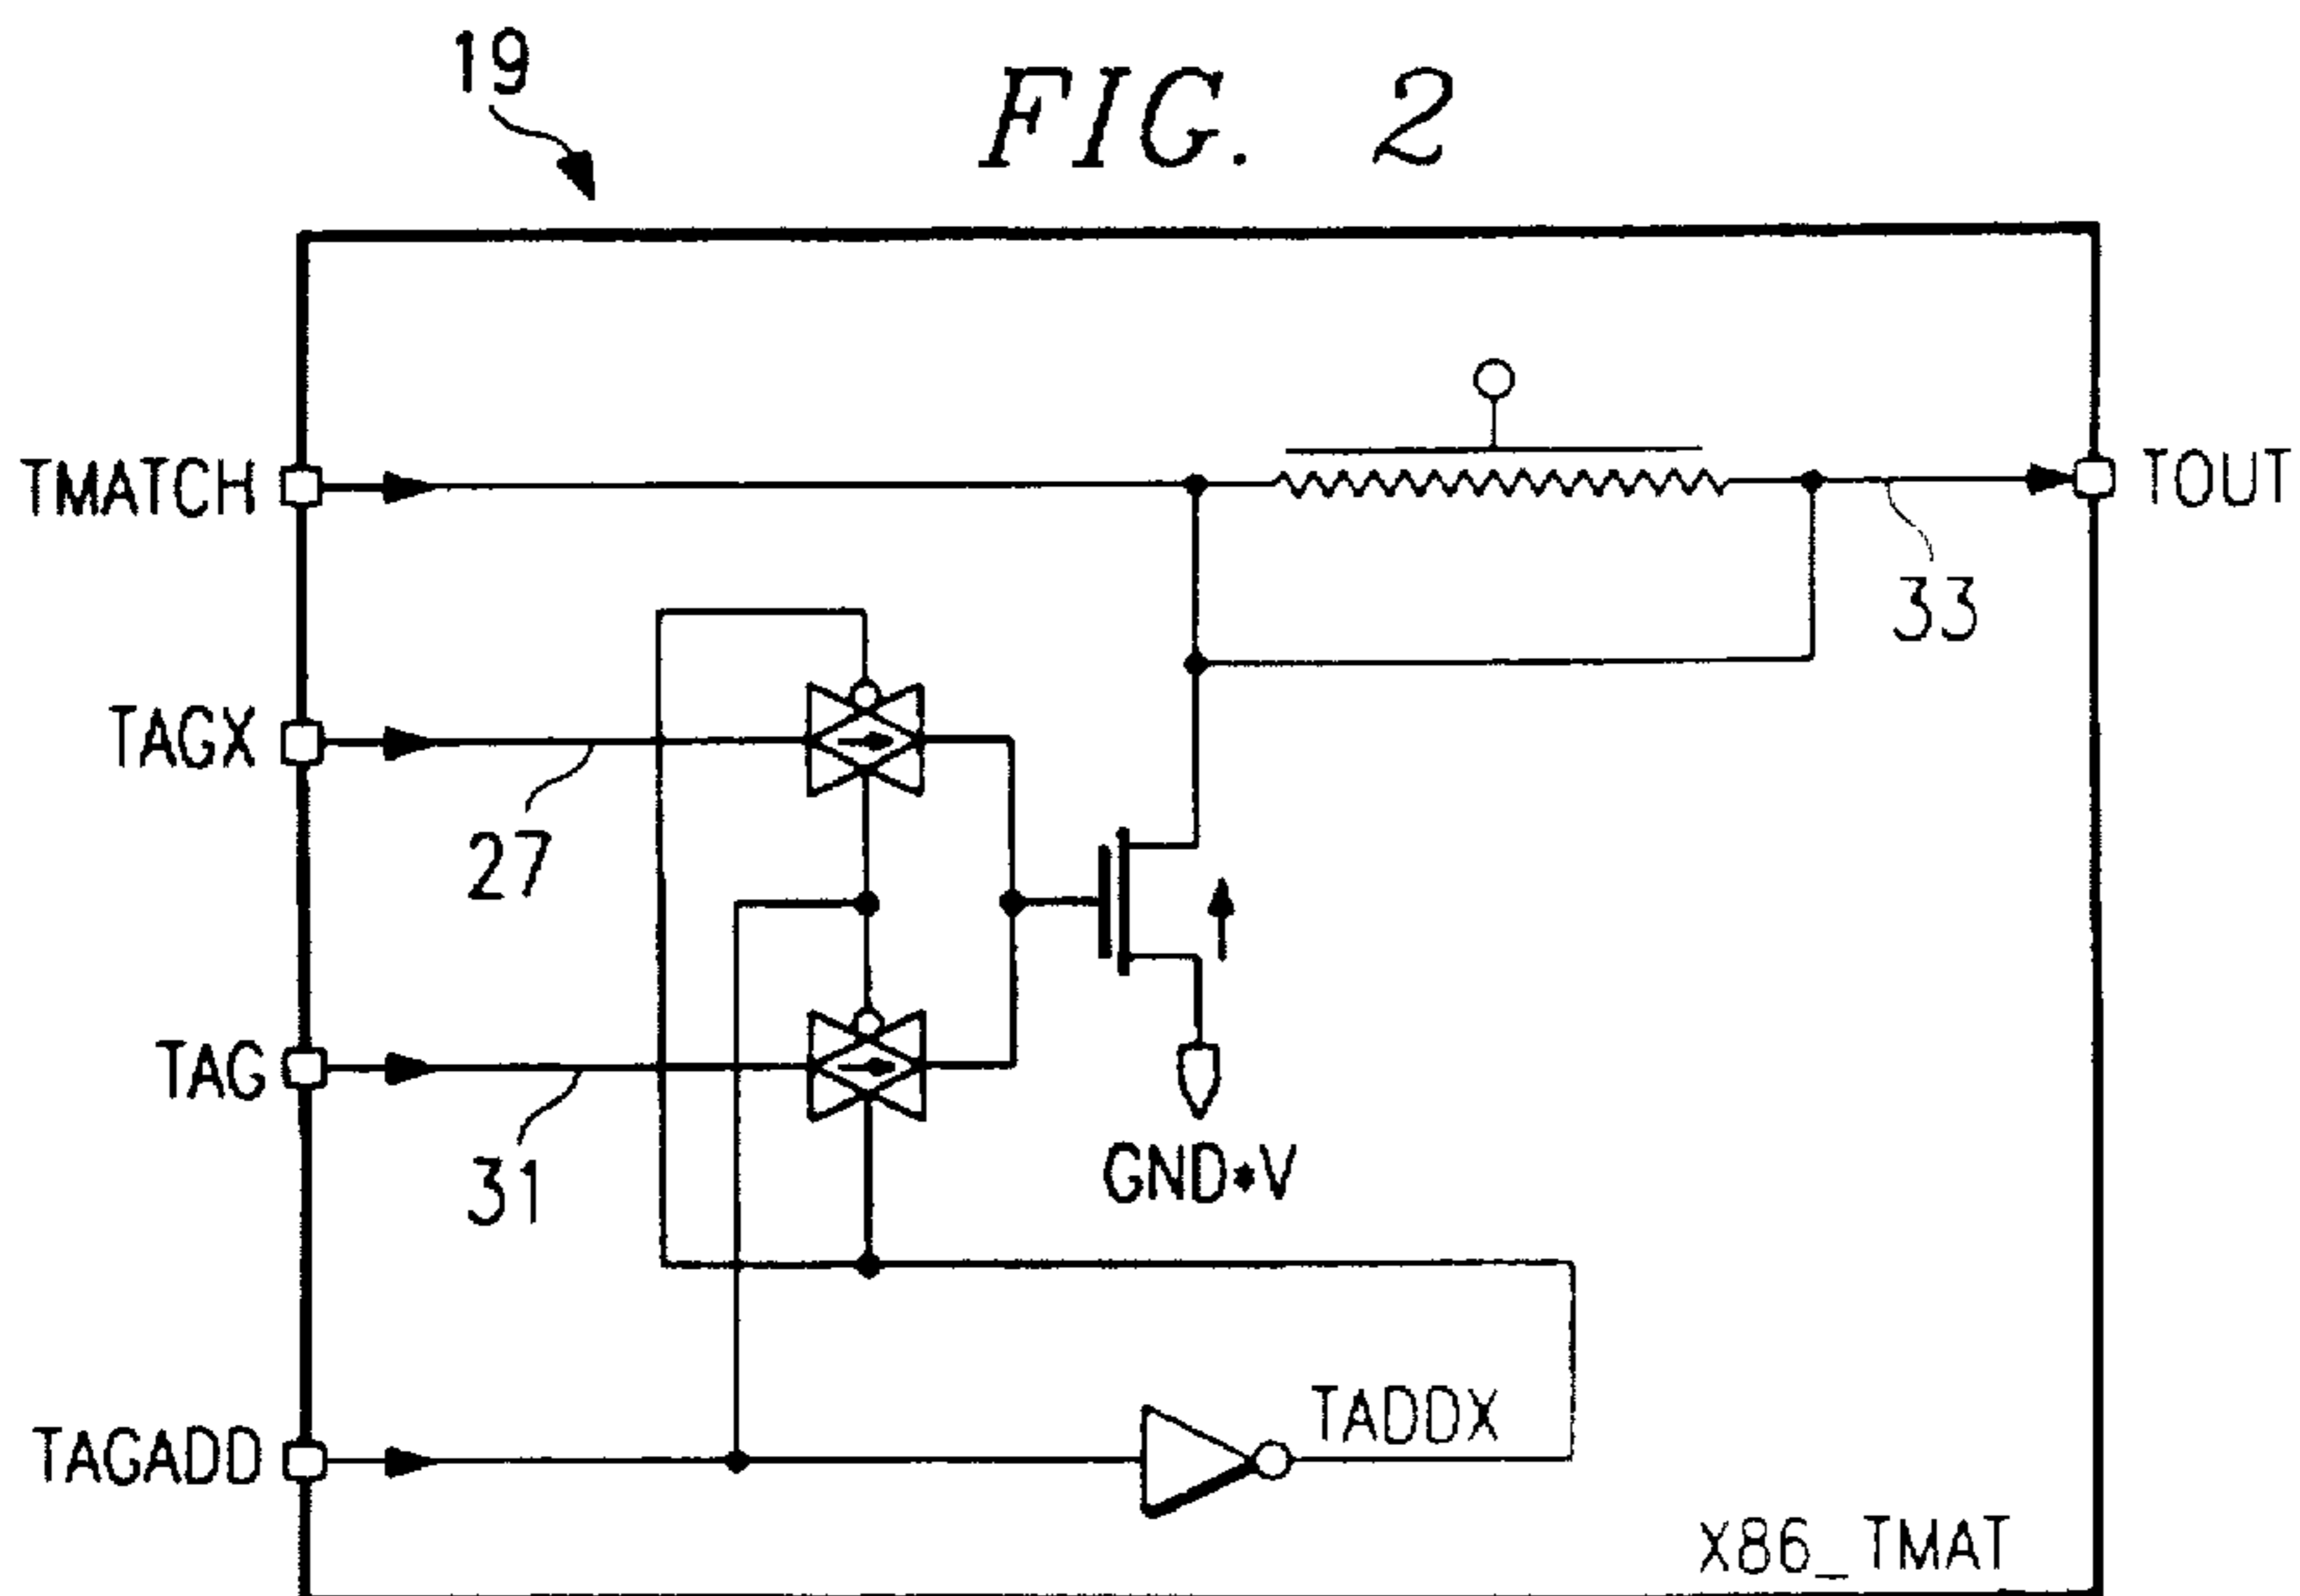 19
FIG. 2
TMATCH
TOUT
33
TAGX
27
TAG
31
GND*V
TADDX
TAGADD
X86_TMAT